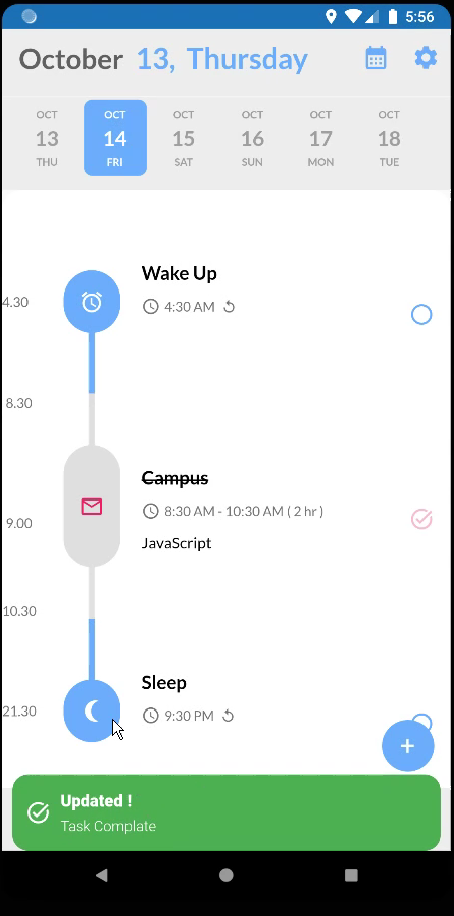 5:56
October 13, Thursday
OCT OCT OCT OCT OCT OCT
13 14 15 16 17 18
THU FRI SAT SUN MON TUE
Wake Up
4.30
4:30 AM
8.30
Campus
8:30 AM - 10:30 AM ( 2 hr )
9.00
JavaScript
10.30
Sleep
21.30
9:30 PM
+
Updated !
Task Complate